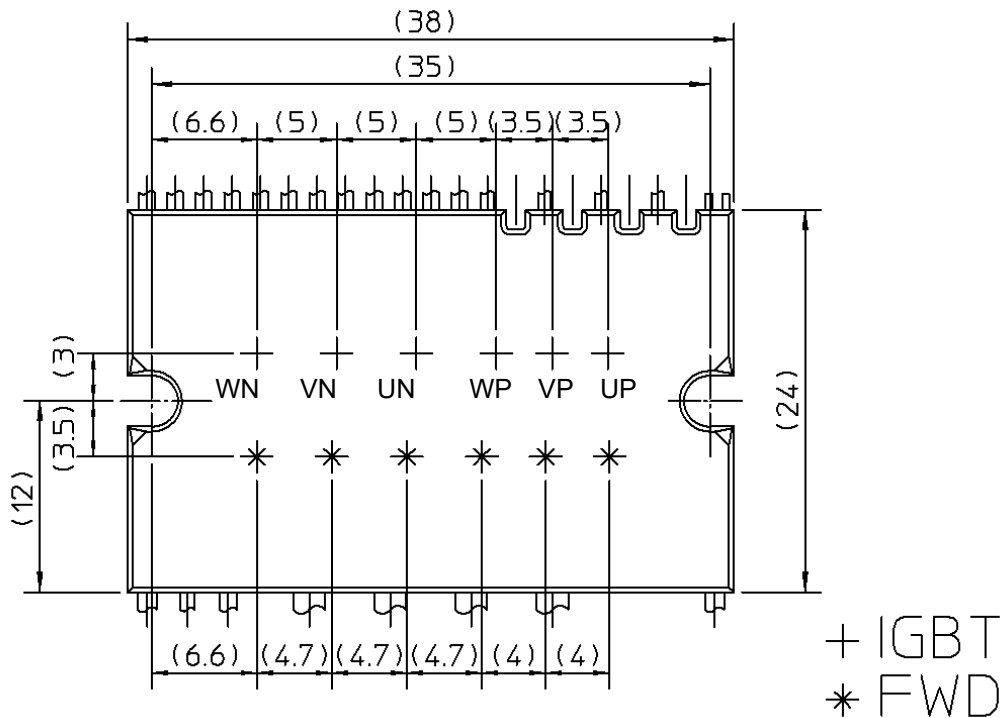 (38)
(35)
(6.6) (5) (5) (5) (3.5) (3.5)
(3)
WN VN UN WP VP UP
(3.5)
(24)
(12)
(6.6) (4.7) (4.7) (4.7) (4) (4)
+ IGBT
* FWD